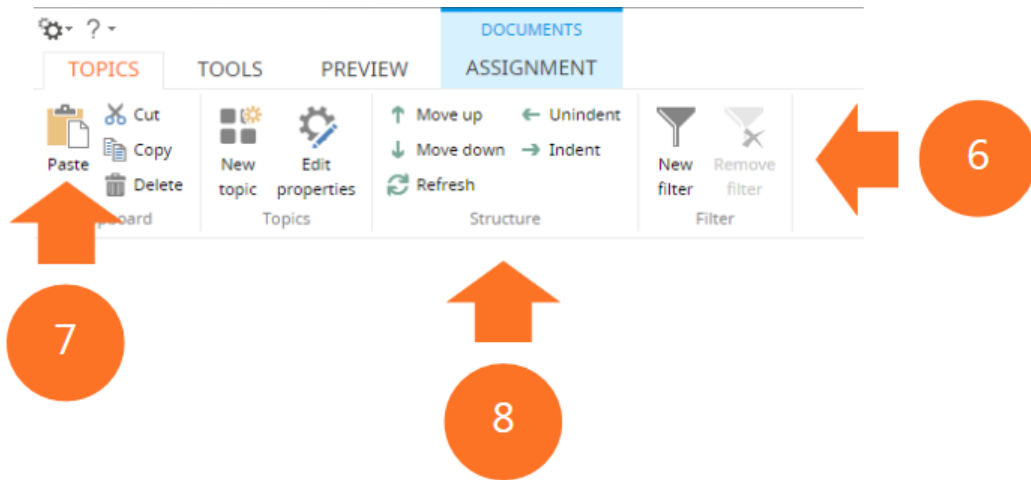 ? 
DOCUMENTS
TOPICS TOOLS PREVIEW ASSIGNMENT
Cut Move up Unindent
Copy Move down Indent
Paste New Edit New Remove
Delete topic properties Refresh filter filter
Topics Structure Filter
6
7
8